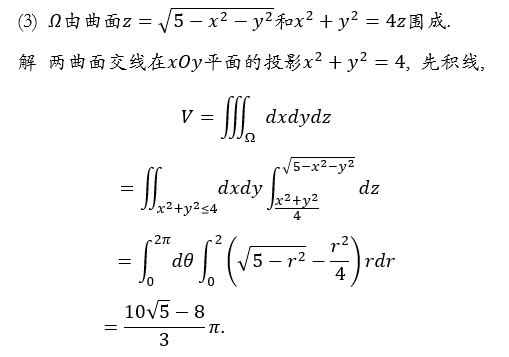 (3) Ω由曲面z = √(5 − x² − y²)和x² + y² = 4z围成.
解 两曲面交线在xOy平面的投影x² + y² = 4, 先积线,
V = ∭_Ω dxdydz
= ∬_{x²+y²≤4} dxdy ∫_{(x²+y²)/4}^{√(5−x²−y²)} dz
= ∫_0^{2π} dθ ∫_0^2 (√(5 − r²) − r²/4) rdr
= (10√5 − 8)/3 π.